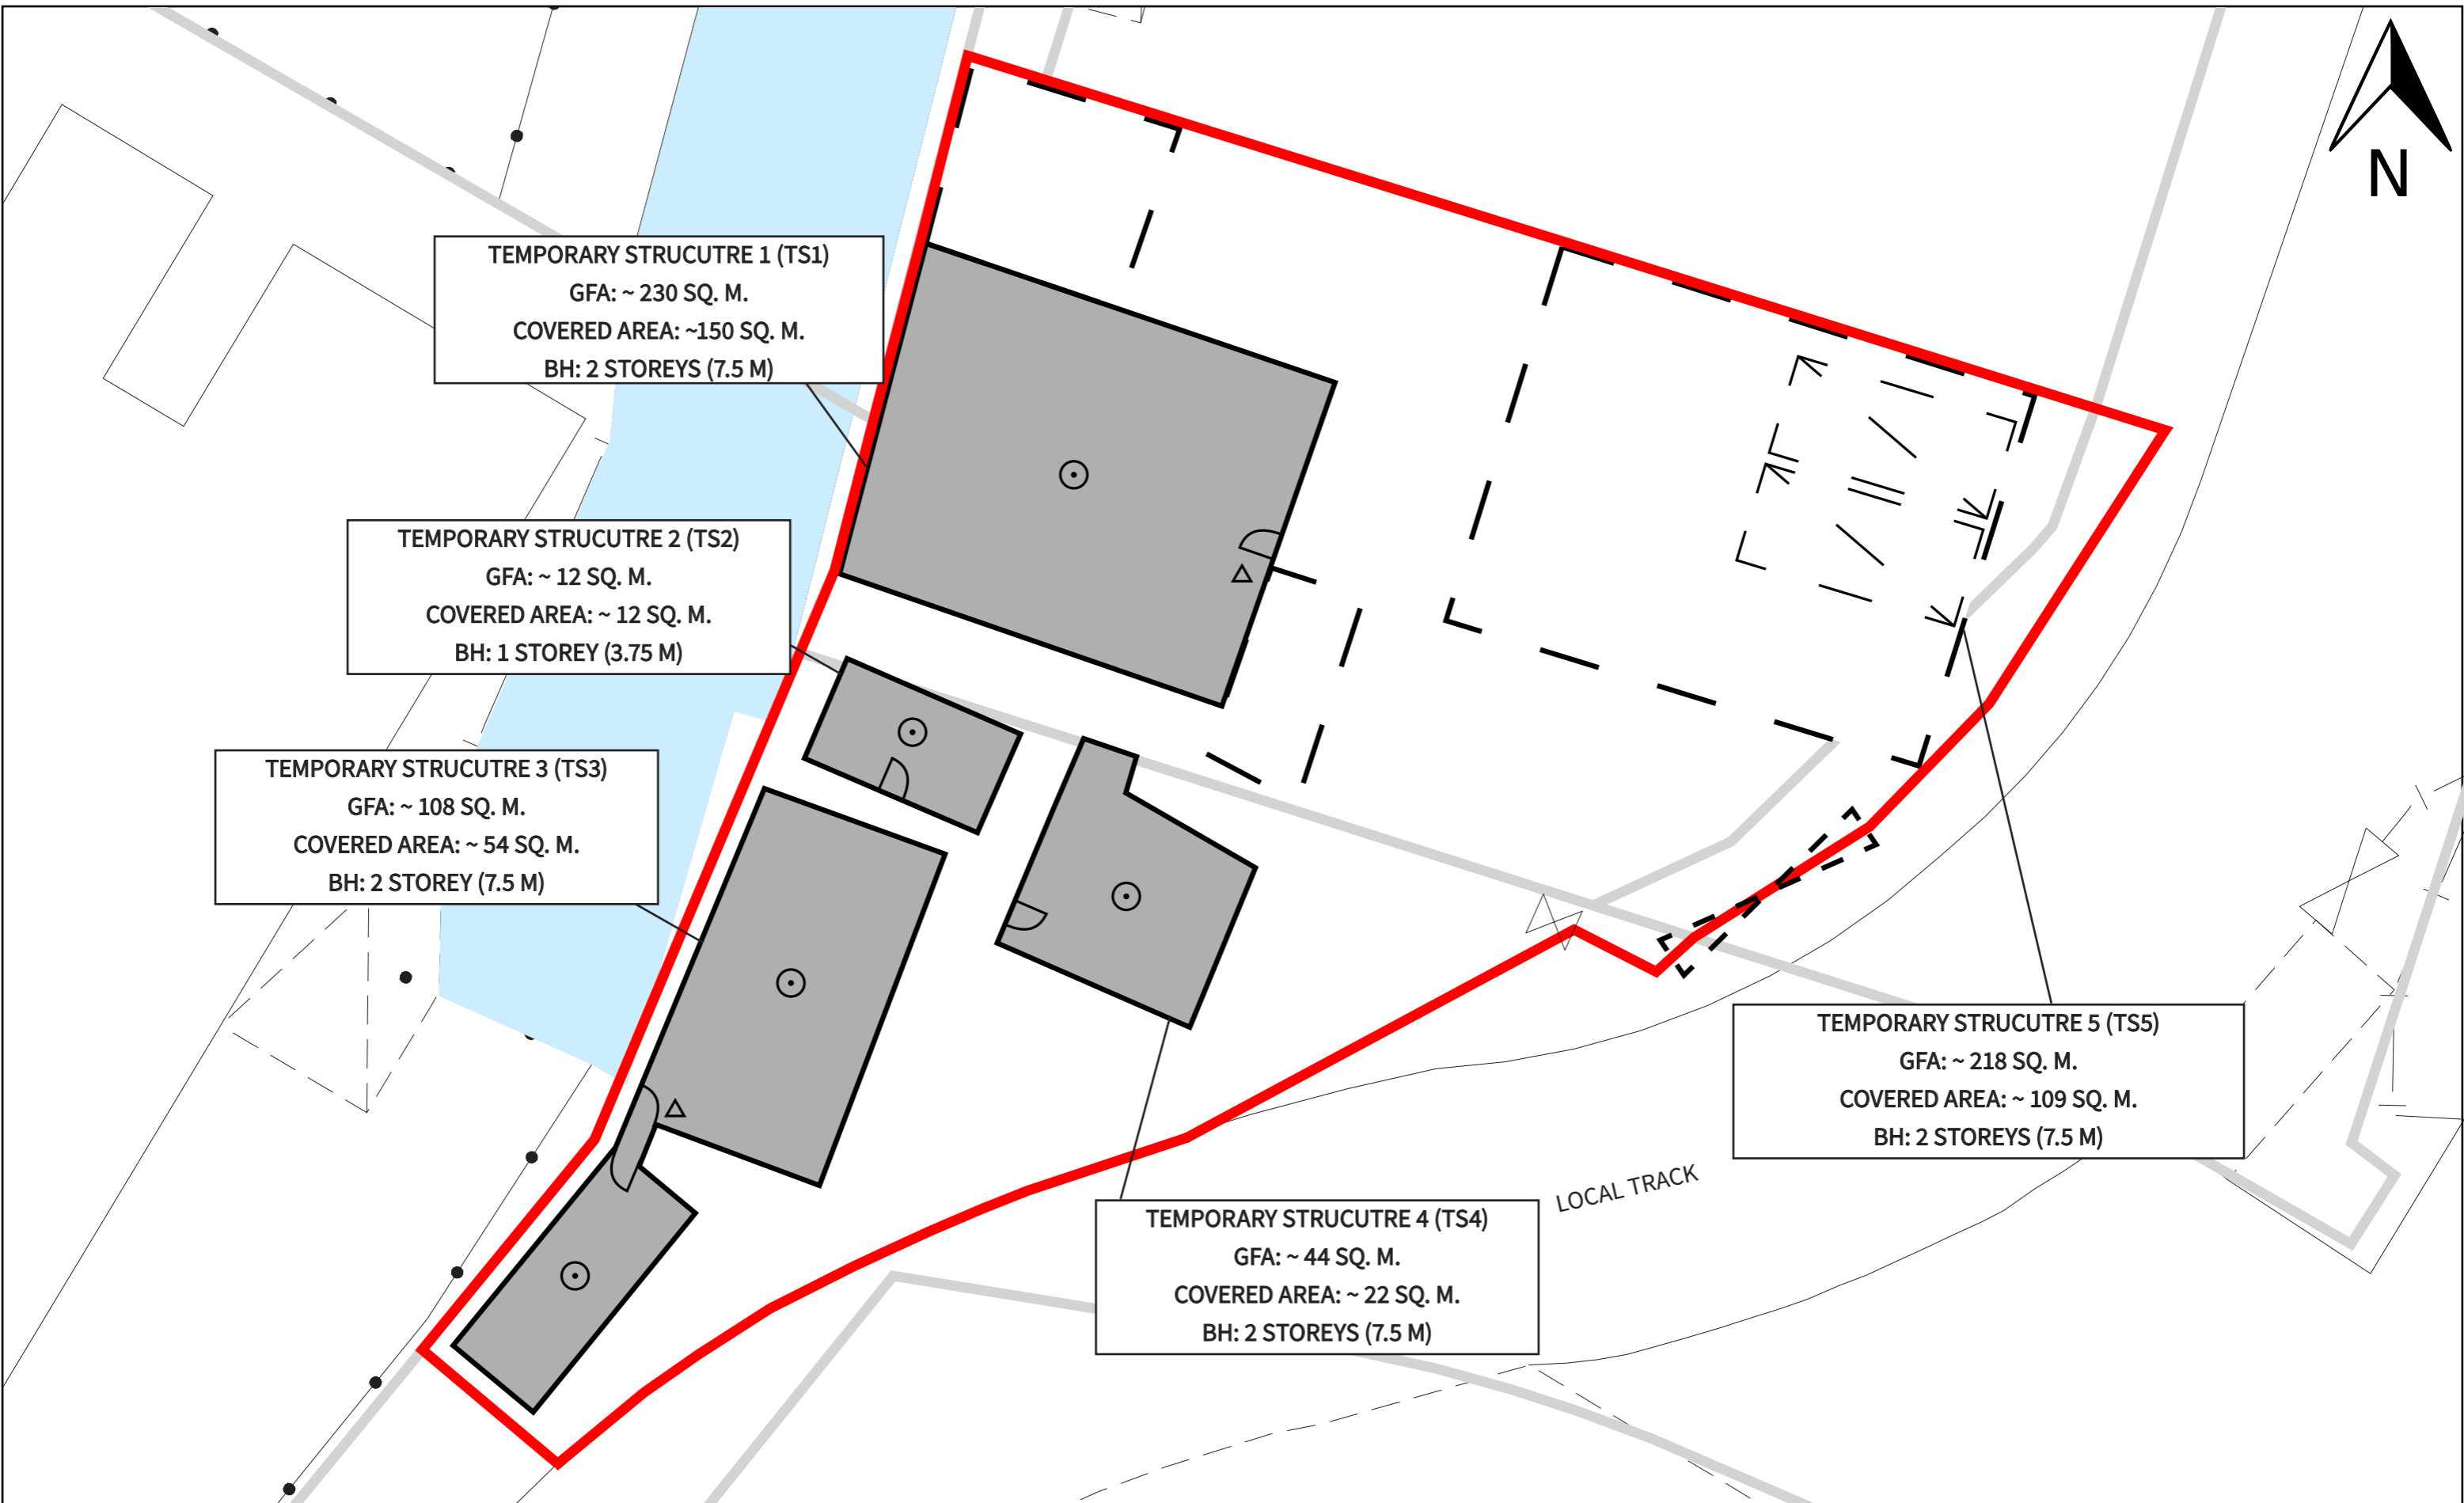 N
TEMPORARY STRUCUTRE 1 (TS1)
GFA: ~ 230 SQ. M.
COVERED AREA: ~150 SQ. M.
BH: 2 STOREYS (7.5 M)
TEMPORARY STRUCUTRE 2 (TS2)
GFA: ~ 12 SQ. M.
COVERED AREA: ~ 12 SQ. M.
BH: 1 STOREY (3.75 M)
TEMPORARY STRUCUTRE 3 (TS3)
GFA: ~ 108 SQ. M.
COVERED AREA: ~ 54 SQ. M.
BH: 2 STOREY (7.5 M)
TEMPORARY STRUCUTRE 5 (TS5)
GFA: ~ 218 SQ. M.
COVERED AREA: ~ 109 SQ. M.
BH: 2 STOREYS (7.5 M)
LOCAL TRACK
TEMPORARY STRUCUTRE 4 (TS4)
GFA: ~ 44 SQ. M.
COVERED AREA: ~ 22 SQ. M.
BH: 2 STOREYS (7.5 M)